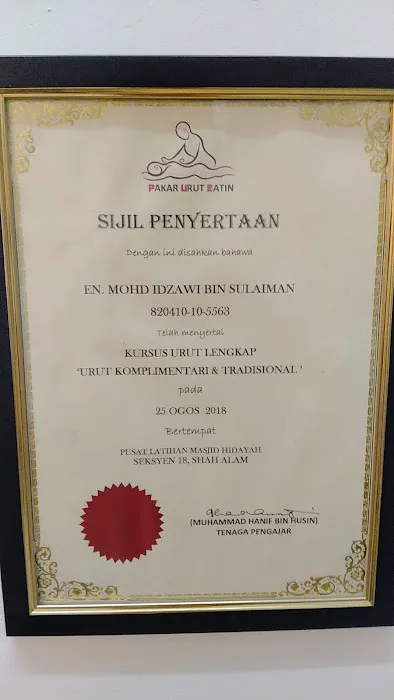 PAKAR URUT BATIN
SIJIL PENYERTAAN
Dengan ini disahkan bahawa
EN. MOHD IDZAWI BIN SULAIMAN
820410-10-5563
Telah menyertai
KURSUS URUT LENGKAP
'URUT KOMPLIMENTARI & TRADISIONAL'
pada
25 OGOS 2018
Bertempat
PUSAT LATIHAN MASJID HIDAYAH
SEKSYEN 18, SHAH ALAM
(MUHAMMAD HANIF BIN HUSIN)
TENAGA PENGAJAR